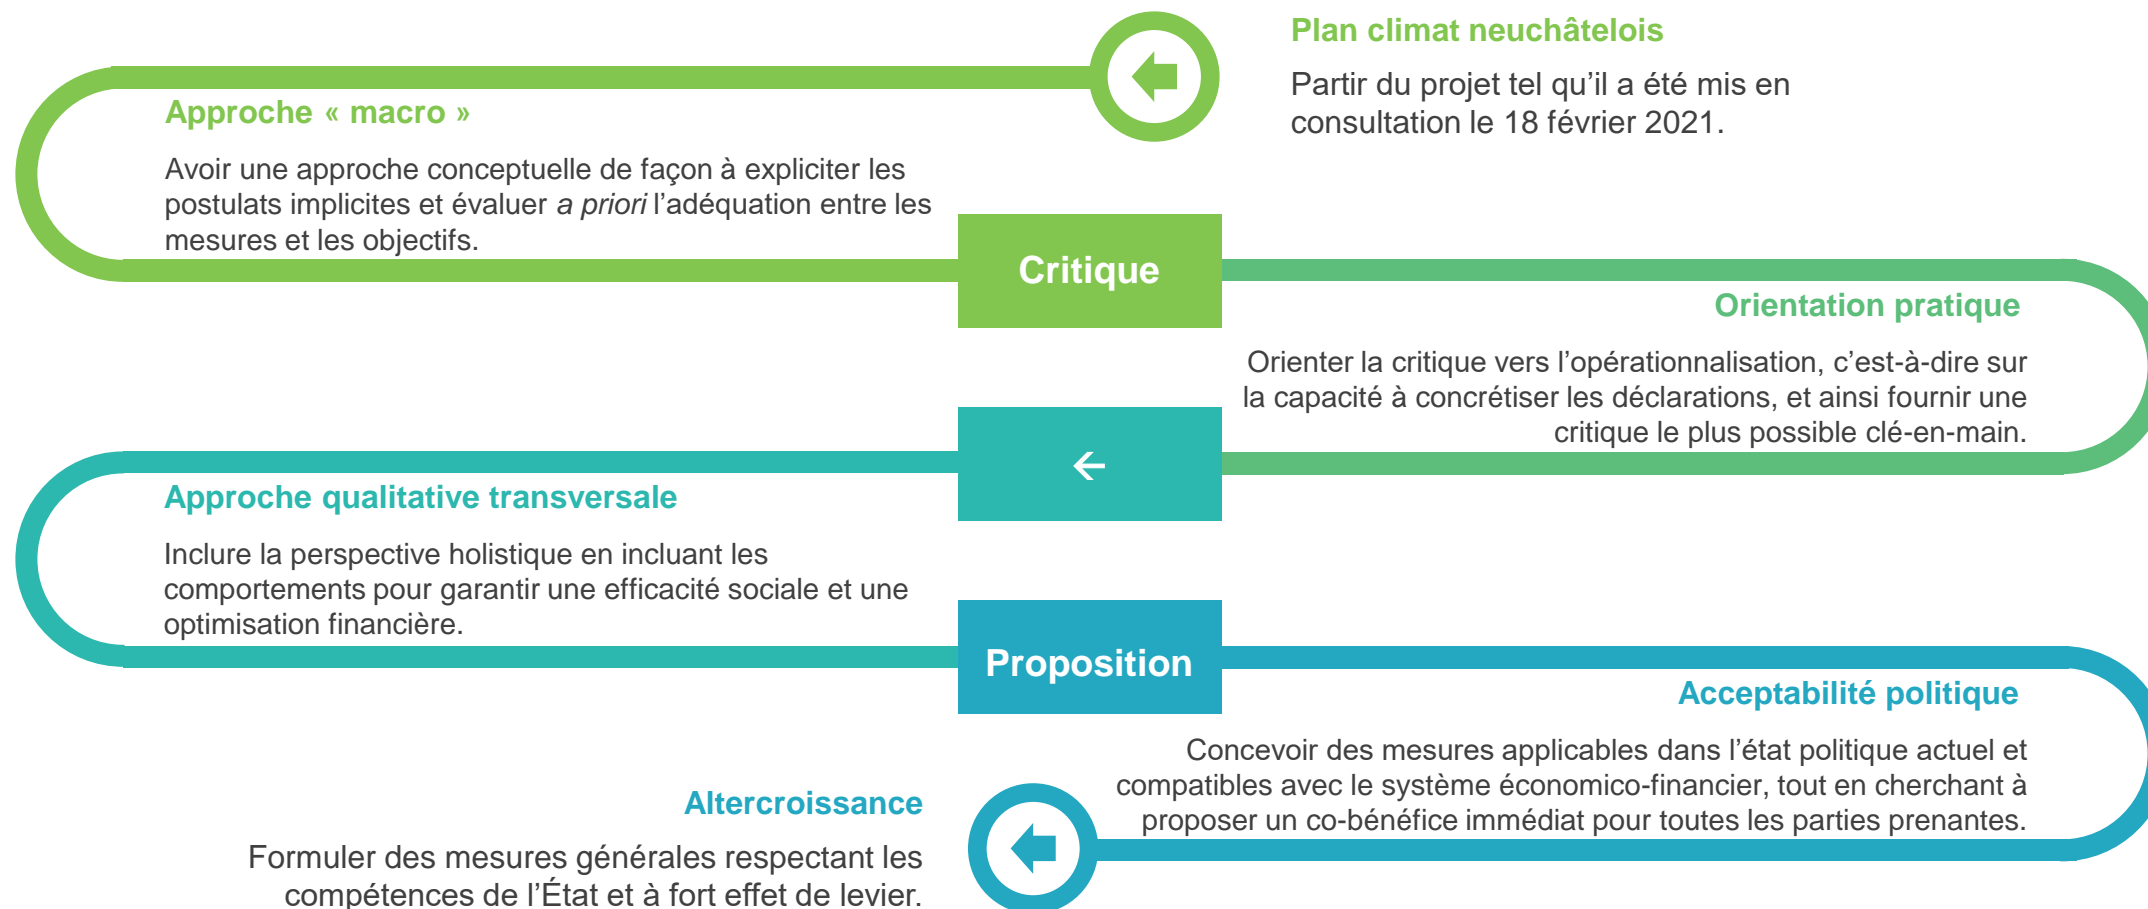 Plan climat neuchâtelois
Partir du projet tel qu’il a été mis en
consultation le 18 février 2021.
Approche « macro »
Avoir une approche conceptuelle de façon à expliciter les
postulats implicites et évaluer a priori l’adéquation entre les
mesures et les objectifs.
Critique
Orientation pratique
Orienter la critique vers l’opérationnalisation, c’est-à-dire sur
la capacité à concrétiser les déclarations, et ainsi fournir une
critique le plus possible clé-en-main.
←
Approche qualitative transversale
Inclure la perspective holistique en incluant les
comportements pour garantir une efficacité sociale et une
optimisation financière.
Proposition
Acceptabilité politique
Concevoir des mesures applicables dans l’état politique actuel et
compatibles avec le système économico-financier, tout en cherchant à
proposer un co-bénéfice immédiat pour toutes les parties prenantes.
Altercroissance
Formuler des mesures générales respectant les
compétences de l’État et à fort effet de levier.